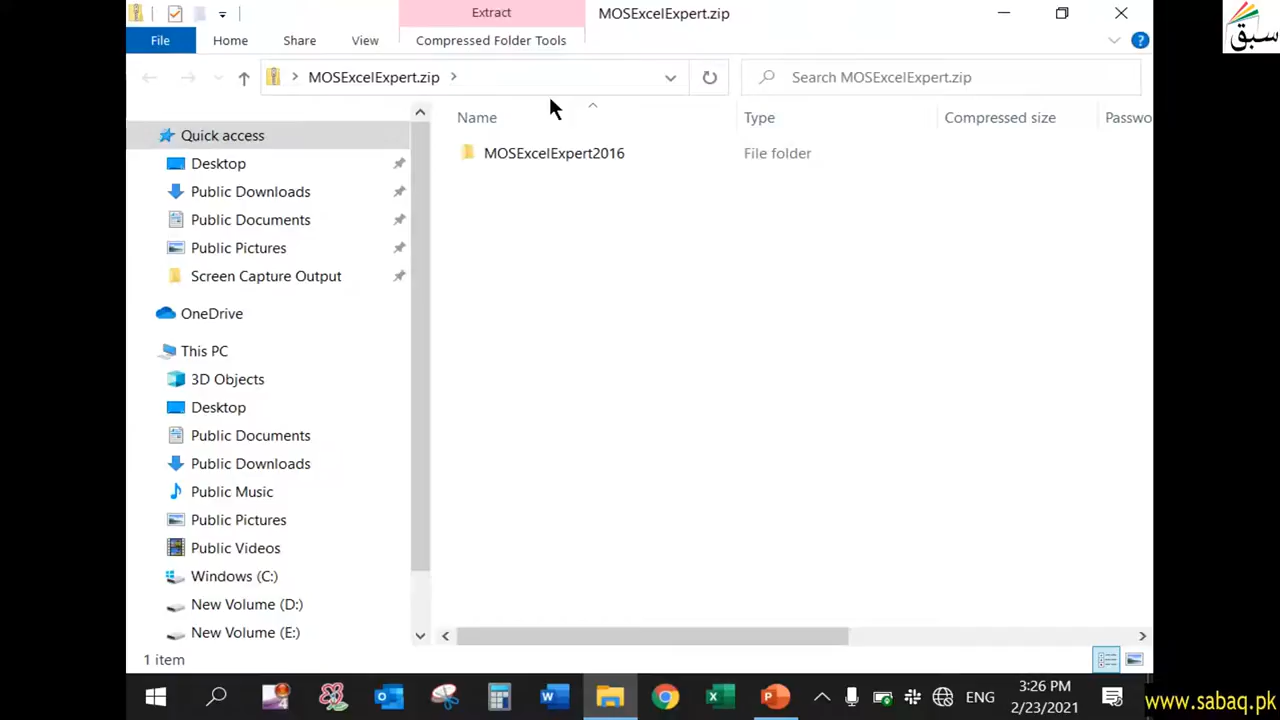 Extract
MOSExcelExpert.zip
File
Home
Share
View
Compressed Folder Tools
MOSExcelExpert.zip
Search MOSExcelExpert.zip
Name
Type
Compressed size
Passwo
Quick access
Desktop
Public Downloads
Public Documents
Public Pictures
Screen Capture Output
OneDrive
This PC
3D Objects
Desktop
Public Documents
Public Downloads
Public Music
Public Pictures
Public Videos
Windows (C:)
New Volume (D:)
New Volume (E:)
MOSExcelExpert2016
File folder
1 item
ENG
3:26 PM
2/23/2021
سبق
www.sabaq.pk